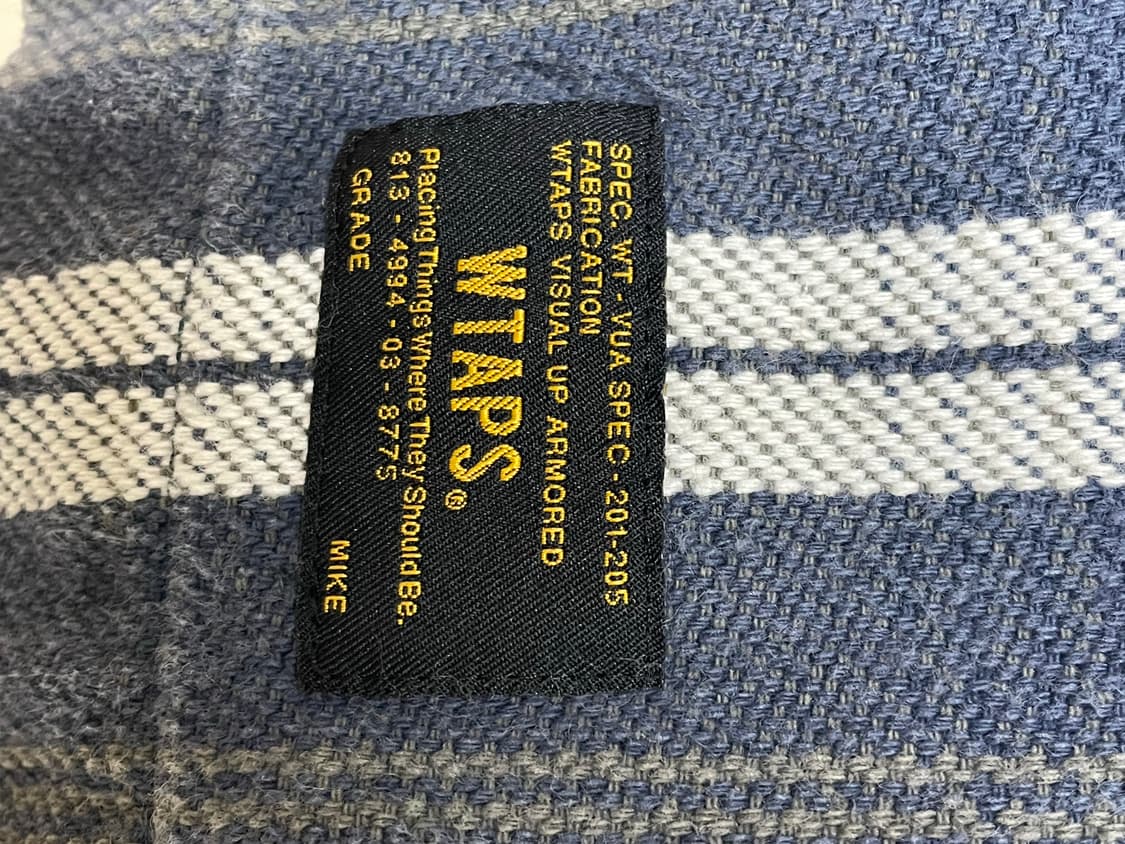 SPEC. WT - VUA SPEC - 201-205
FABRICATION
WTAPS VISUAL UP ARMORED
WTAPS®
Placing Things Where They Should Be.
813 - 4994 - 03 - 8775
GRADE MIKE